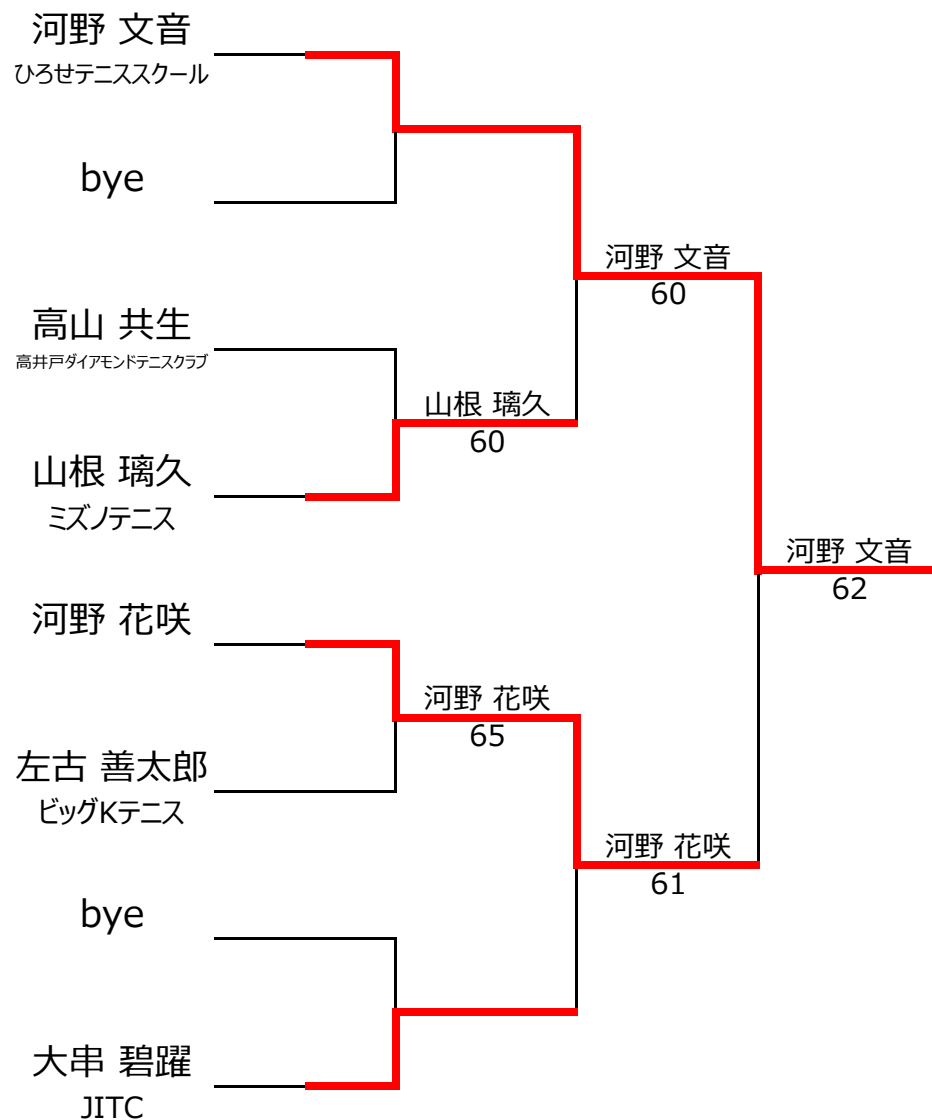 河野 文音
ひろせテニススクール
bye
高山 共生
高井戸ダイアモンドテニスクラブ
山根 璃久
ミズノテニス
河野 花咲
左古 善太郎
ビッグKテニス
bye
大串 碧躍
JITC
山根 璃久
60
河野 花咲
65
河野 文音
60
河野 花咲
61
河野 文音
62